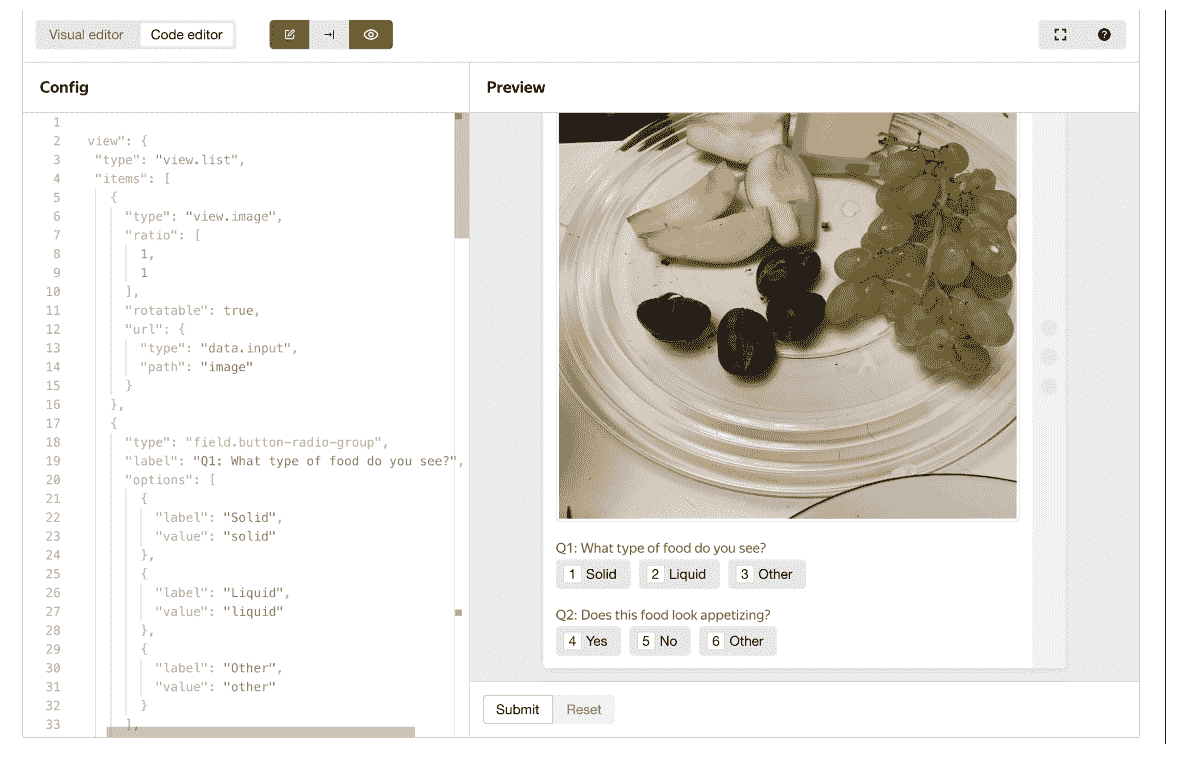 Visual editor Code editor
Config
Preview
1
2 view": {
3 "type": "view.list",
4 "items": [
5 {
6 "type": "view.image",
7 "ratio": [
8 1,
9 1
10 ],
11 "rotatable": true,
12 "url": {
13 "type": "data.input",
14 "path": "image"
15 }
16 },
17 {
18 "type": "field.button-radio-group",
19 "label": "Q1: What type of food do you see?",
20 "options": [
21 {
22 "label": "Solid",
23 "value": "solid"
24 },
25 {
26 "label": "Liquid",
27 "value": "liquid"
28 },
29 {
30 "label": "Other",
31 "value": "other"
32 }
33 ],
Q1: What type of food do you see?
1 Solid 2 Liquid 3 Other
Q2: Does this food look appetizing?
4 Yes 5 No 6 Other
Submit Reset